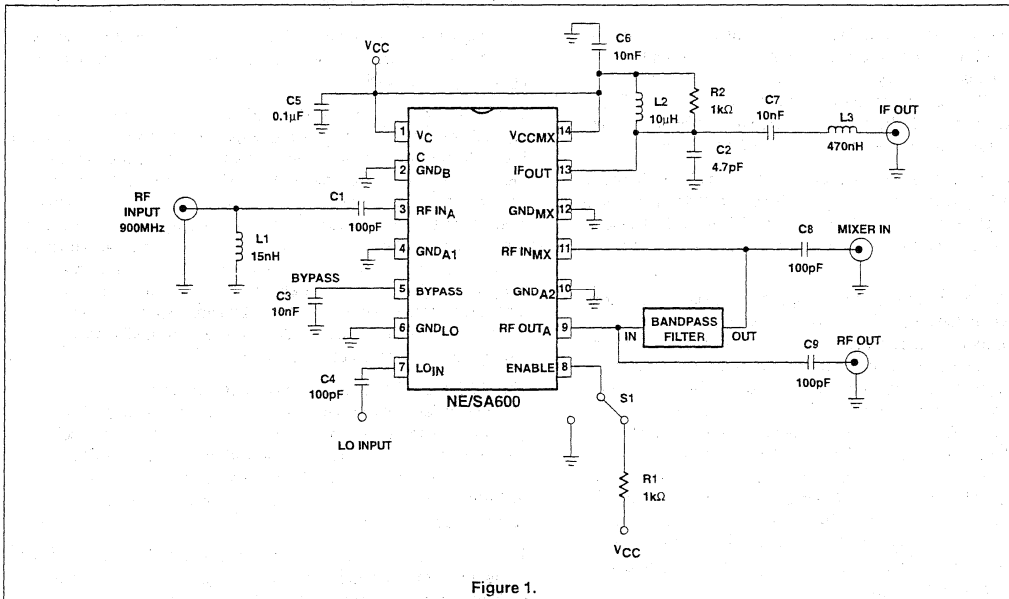 VCC
C6
10nF
C5
0.1µF
L2
10µH
R2
1kΩ
C7
10nF
L3
470nH
IF OUT
C2
4.7pF
1 VC
C
14 VCCMX
2 GNDB
13 IFOUT
RF
INPUT
900MHz
C1
100pF
3 RF INA
12 GNDMX
L1
15nH
4 GNDA1
11 RF INMX
C8
100pF
MIXER IN
BYPASS
C3
10nF
5 BYPASS
10 GNDA2
6 GNDLO
9 RF OUTA
IN
BANDPASS
FILTER
OUT
C9
100pF
RF OUT
C4
100pF
7 LOIN
8 ENABLE
NE/SA600
S1
LO INPUT
R1
1kΩ
VCC
Figure 1.